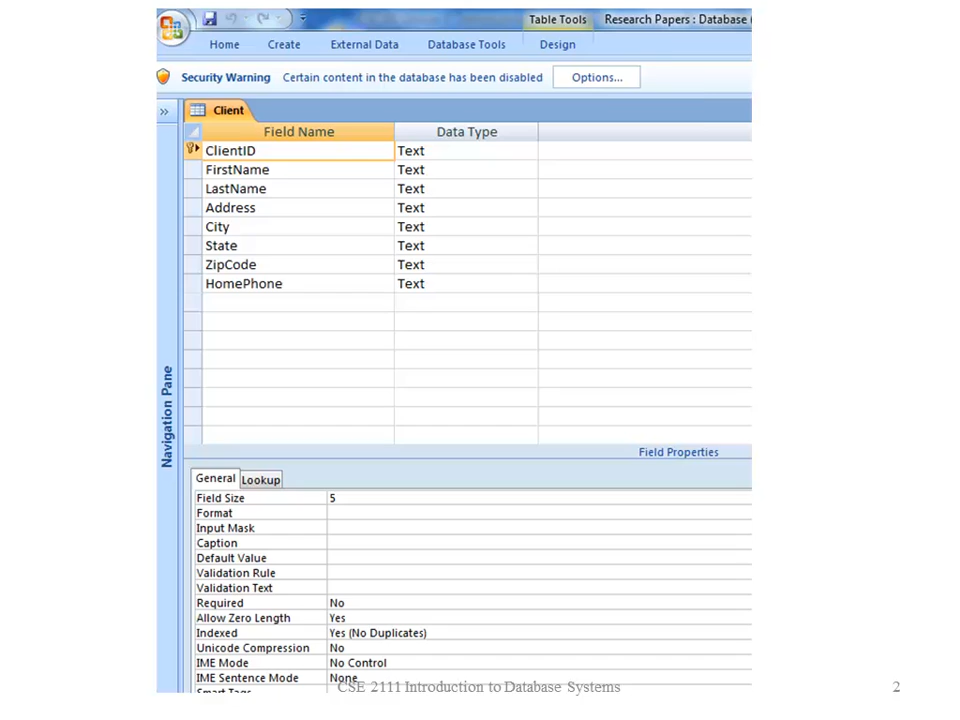 Table Tools Research Papers : Database
Home Create External Data Database Tools Design
Security Warning Certain content in the database has been disabled Options...
» Client
Field Name Data Type
ClientID Text
FirstName Text
LastName Text
Address Text
City Text
State Text
ZipCode Text
HomePhone Text
Navigation Pane
Field Properties
General Lookup
Field Size 5
Format
Input Mask
Caption
Default Value
Validation Rule
Validation Text
Required No
Allow Zero Length Yes
Indexed Yes (No Duplicates)
Unicode Compression No
IME Mode No Control
IME Sentence Mode None
Smart Tags
CSE 2111 Introduction to Database Systems 2